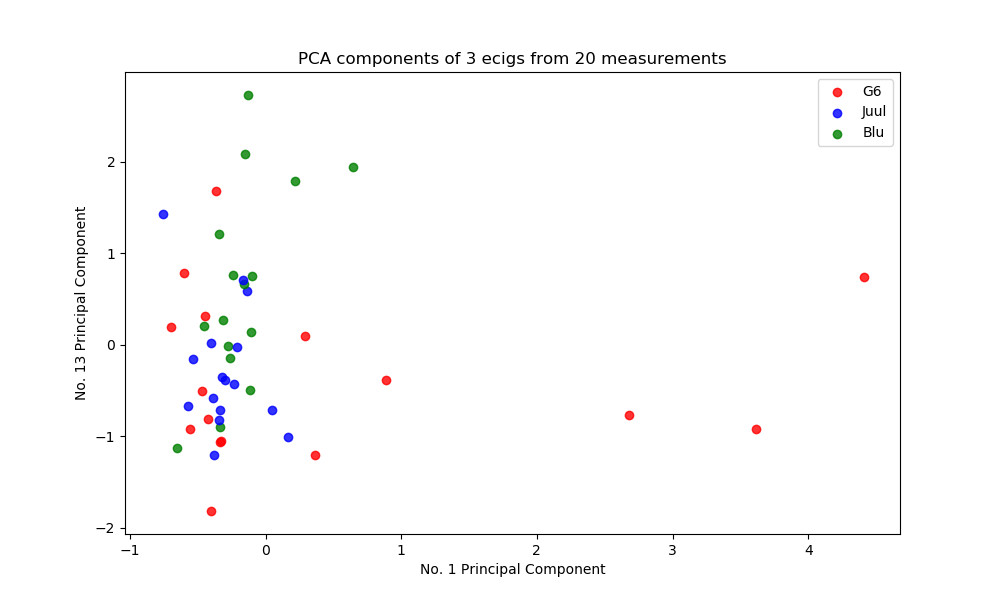 PCA components of 3 ecigs from 20 measurements
G6
Juul
Blu
2
1
0
−1
−2
No. 13 Principal Component
−1
0
1
2
3
4
No. 1 Principal Component